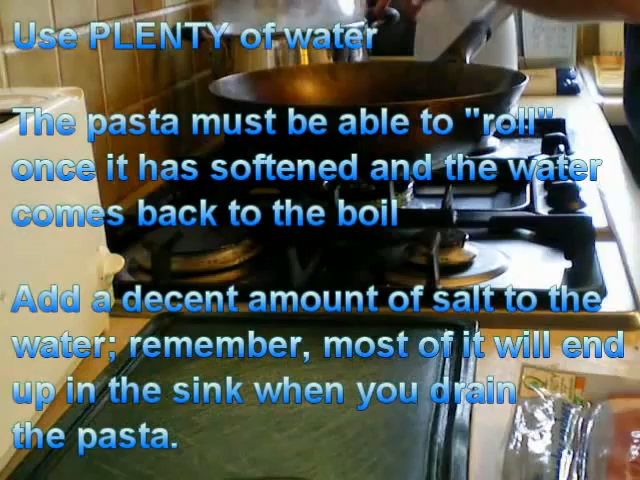 Use PLENTY of water
The pasta must be able to "roll"
once it has softened and the water
comes back to the boil
Add a decent amount of salt to the
water; remember, most of it will end
up in the sink when you drain
the pasta.